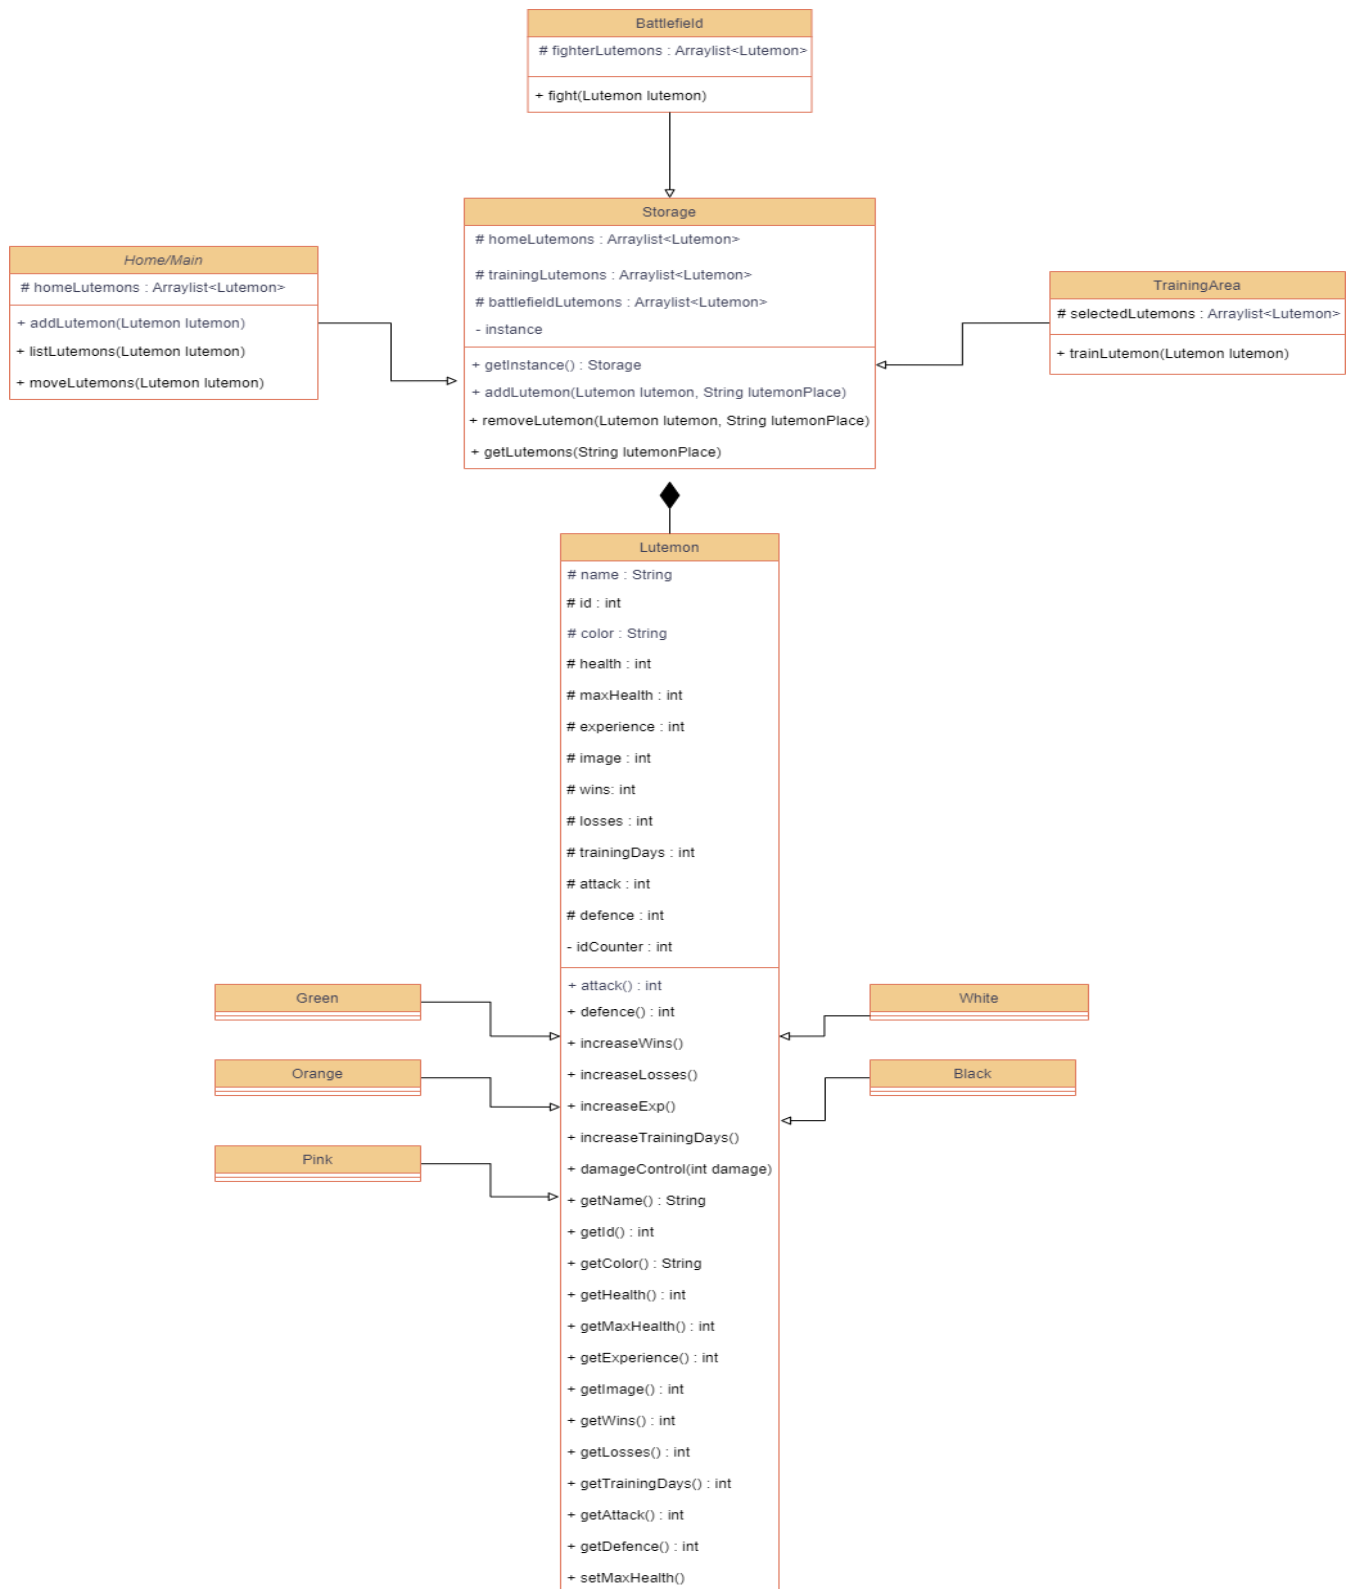 Battlefield
# fighterLutemons : Arraylist<Lutemon>
+ fight(Lutemon lutemon)
Storage
# homeLutemons : Arraylist<Lutemon>
# trainingLutemons : Arraylist<Lutemon>
# battlefieldLutemons : Arraylist<Lutemon>
- instance
+ getInstance() : Storage
+ addLutemon(Lutemon lutemon, String lutemonPlace)
+ removeLutemon(Lutemon lutemon, String lutemonPlace)
+ getLutemons(String lutemonPlace)
Home/Main
# homeLutemons : Arraylist<Lutemon>
+ addLutemon(Lutemon lutemon)
+ listLutemons(Lutemon lutemon)
+ moveLutemons(Lutemon lutemon)
TrainingArea
# selectedLutemons : Arraylist<Lutemon>
+ trainLutemon(Lutemon lutemon)
Lutemon
# name : String
# id : int
# color : String
# health : int
# maxHealth : int
# experience : int
# image : int
# wins: int
# losses : int
# trainingDays : int
# attack : int
# defence : int
- idCounter : int
+ attack() : int
+ defence() : int
+ increaseWins()
+ increaseLosses()
+ increaseExp()
+ increaseTrainingDays()
+ damageControl(int damage)
+ getName() : String
+ getId() : int
+ getColor() : String
+ getHealth() : int
+ getMaxHealth() : int
+ getExperience() : int
+ getImage() : int
+ getWins() : int
+ getLosses() : int
+ getTrainingDays() : int
+ getAttack() : int
+ getDefence() : int
+ setMaxHealth()
Green
Orange
Pink
White
Black